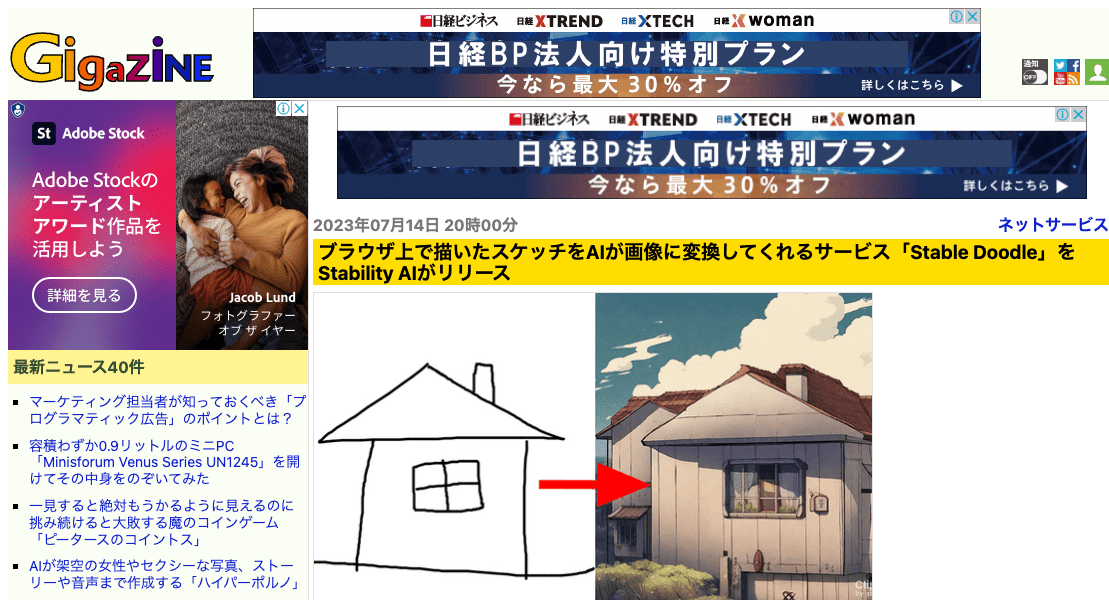 GigaZiNE
日経ビジネス 日経XTREND 日経XTECH 日経woman
日経BP法人向け特別プラン
今なら最大30%オフ
詳しくはこちら ▶
通知
OFF
St Adobe Stock
Adobe Stockの
アーティスト
アワード作品を
活用しよう
詳細を見る
Jacob Lund
フォトグラファー
オブ ザ イヤー
日経ビジネス 日経XTREND 日経XTECH 日経woman
日経BP法人向け特別プラン
今なら最大30%オフ
詳しくはこちら ▶
2023年07月14日 20時00分
ネットサービス
ブラウザ上で描いたスケッチをAIが画像に変換してくれるサービス「Stable Doodle」を
Stability AIがリリース
最新ニュース40件
マーケティング担当者が知っておくべき「プ
ログラマティック広告」のポイントとは？
容積わずか0.9リットルのミニPC
「Minisforum Venus Series UN1245」を開
けてその中身をのぞいてみた
一見すると絶対もうかるように見えるのに
挑み続けると大敗する魔のコインゲーム
「ピータースのコイントス」
AIが架空の女性やセクシーな写真、ストー
リーや音声まで作成する「ハイパーポルノ」